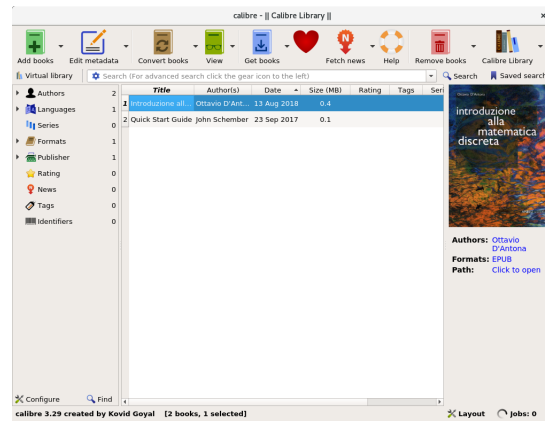 calibre - || Calibre Library ||
Add books Edit metadata Convert books View Get books Fetch news Help Remove books Calibre Library
Virtual library Search (For advanced search click the gear icon to the left) Search Saved search
Authors 2
Languages 1
Series 0
Formats 1
Publisher 1
Rating 0
News 0
Tags 0
Identifiers 0
Title Author(s) Date Size (MB) Rating Tags Seri
1 Introduzione all... Ottavio D'Ant... 13 Aug 2018 0.4
2 Quick Start Guide John Schember 23 Sep 2017 0.1
Ottavio D'Antona
introduzione
alla
matematica
discreta
Authors: Ottavio
D'Antona
Formats: EPUB
Path: Click to open
Configure Find
calibre 3.29 created by Kovid Goyal [2 books, 1 selected] Layout Jobs: 0